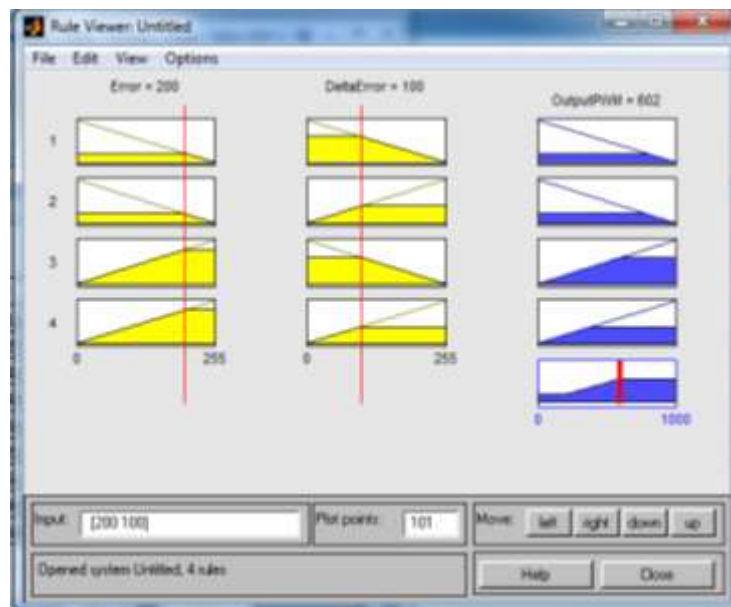 Rule Viewer: Untitled
File Edit View Options
Error = 200 DeltaError = 100 OutputPWM = 602
1
2
3
4
0 255 0 255
0 1000
Input: [200 100] Plot points: 101 Move: left right down up
Opened system Untitled, 4 rules Help Close